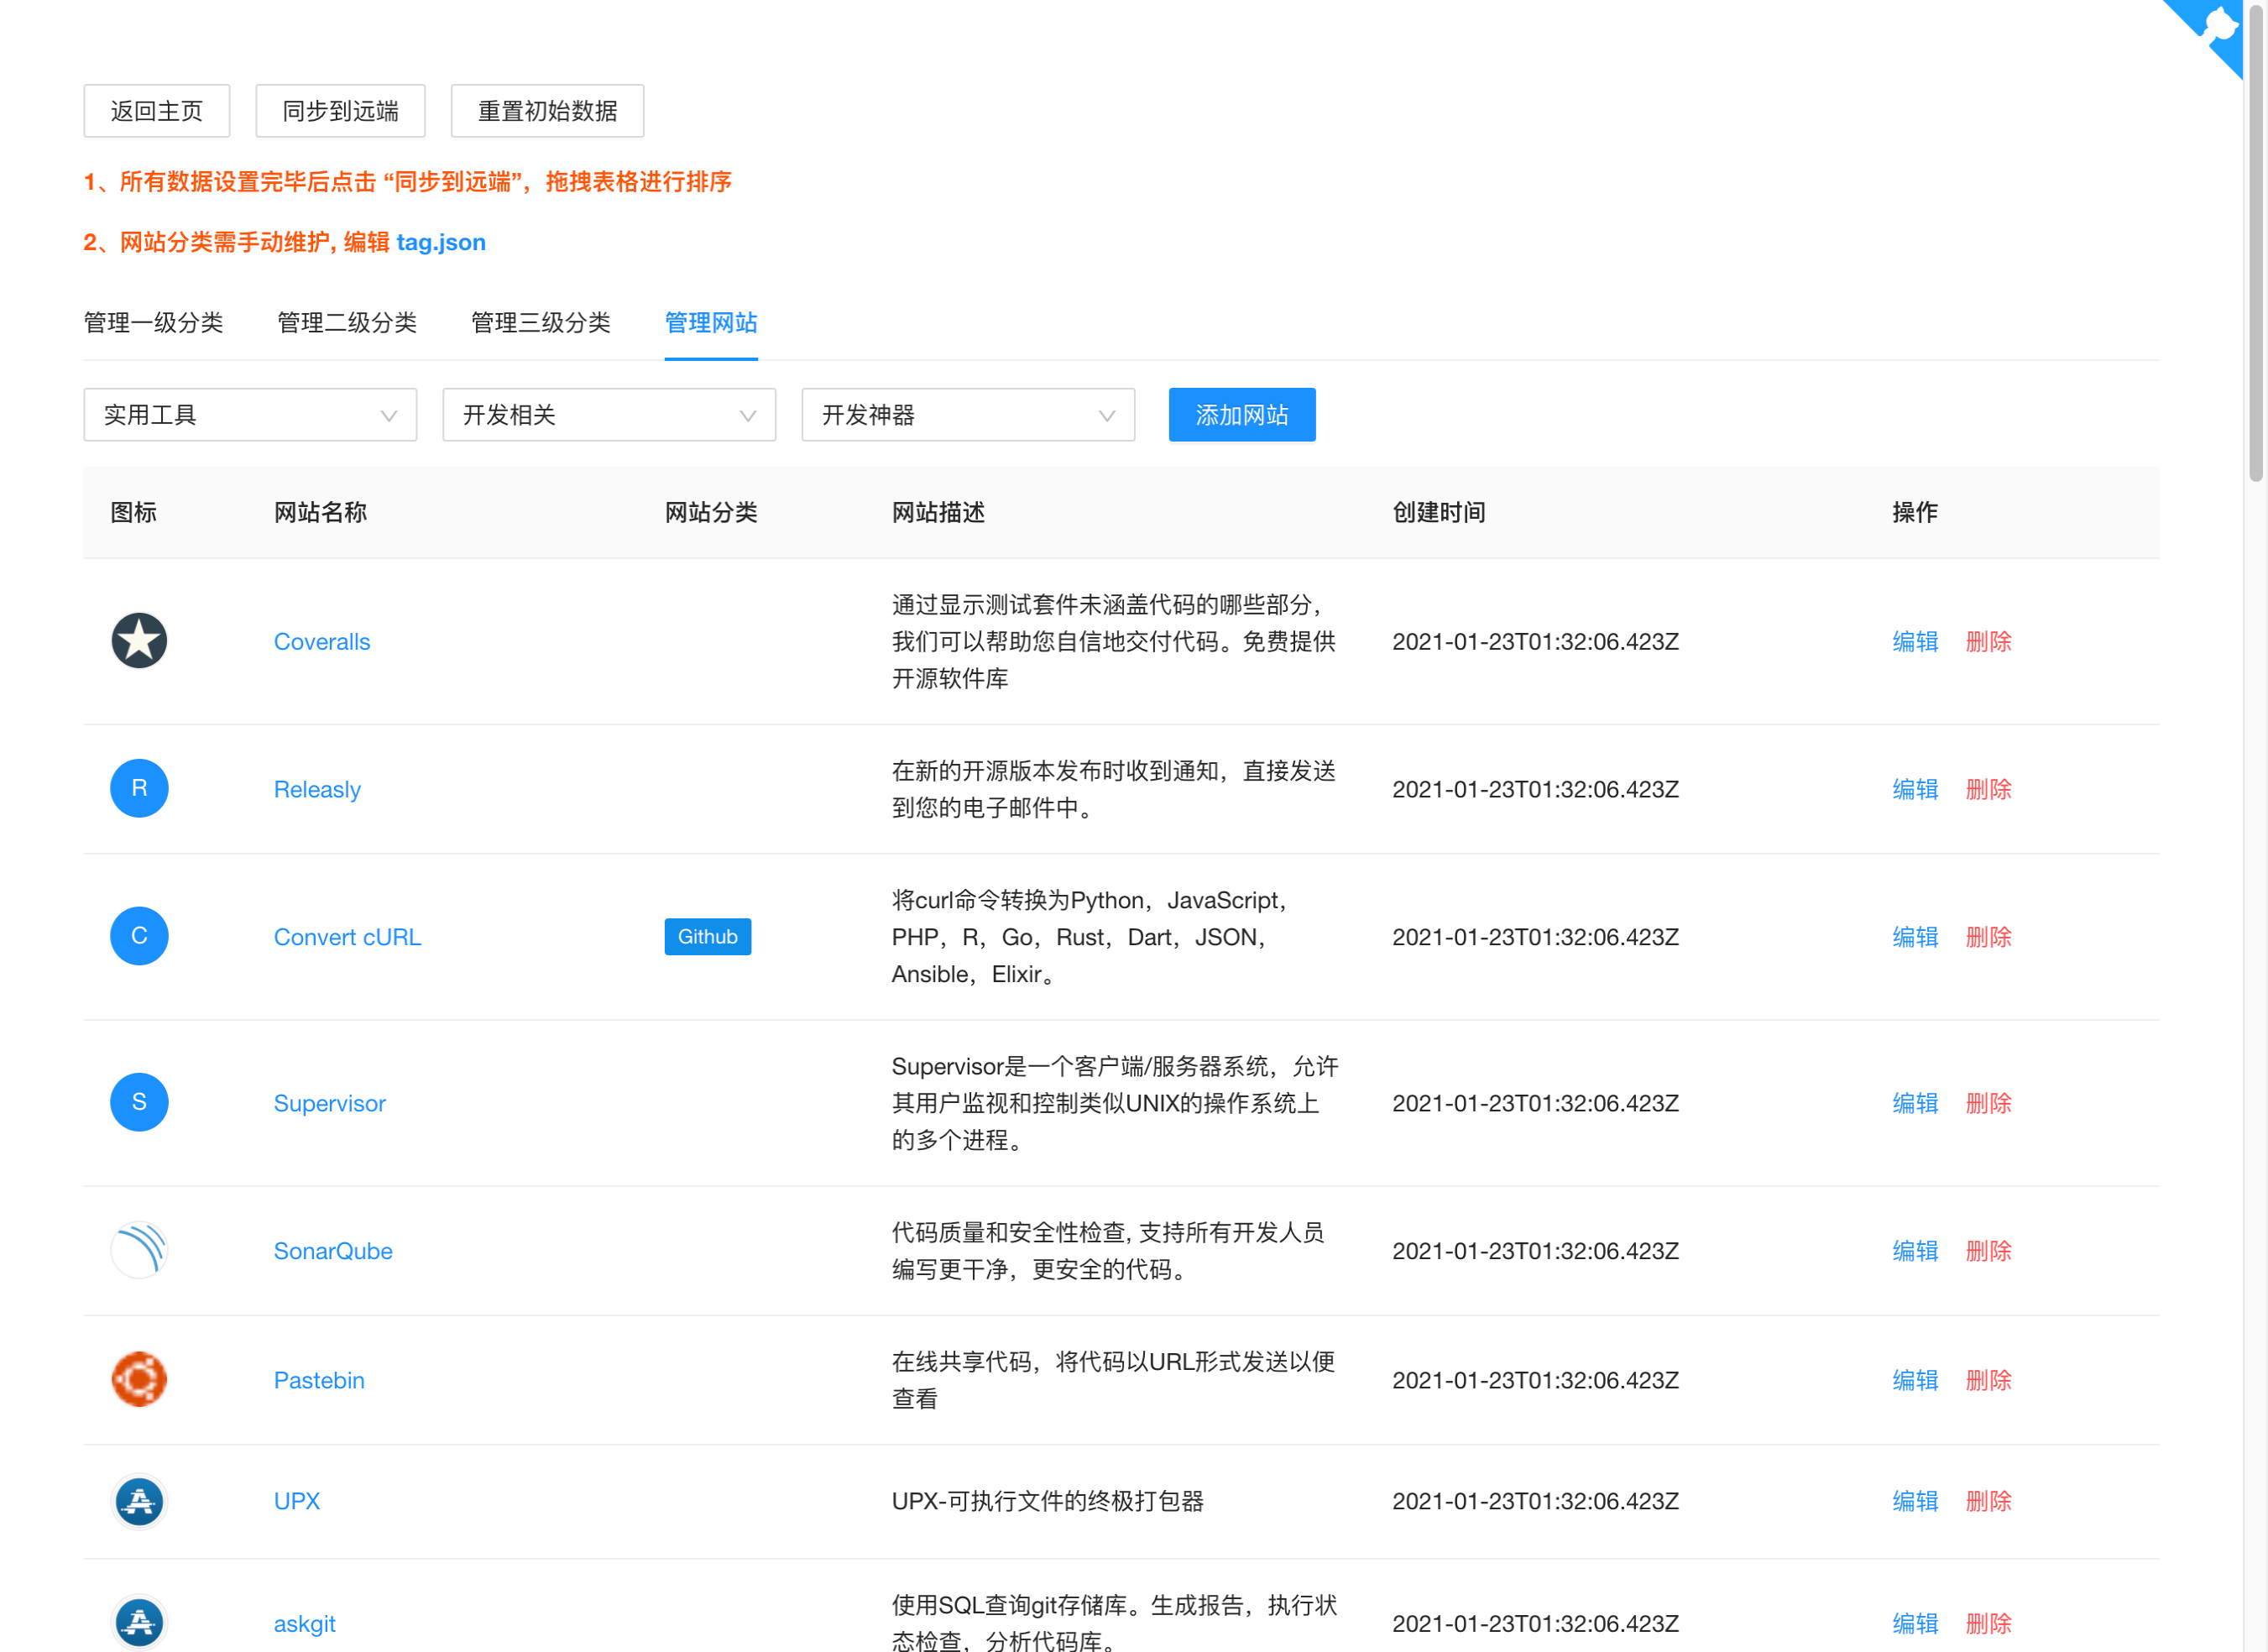 返回主页 同步到远端 重置初始数据
1、所有数据设置完毕后点击 “同步到远端”，拖拽表格进行排序
2、网站分类需手动维护, 编辑 tag.json
管理一级分类 管理二级分类 管理三级分类 管理网站
实用工具 开发相关 开发神器 添加网站
图标 网站名称 网站分类 网站描述 创建时间 操作
通过显示测试套件未涵盖代码的哪些部分，
Coveralls 我们可以帮助您自信地交付代码。免费提供 2021-01-23T01:32:06.423Z 编辑 删除
开源软件库
在新的开源版本发布时收到通知，直接发送
R Releasly 2021-01-23T01:32:06.423Z 编辑 删除
到您的电子邮件中。
将curl命令转换为Python，JavaScript，
C Convert cURL Github PHP，R，Go，Rust，Dart，JSON， 2021-01-23T01:32:06.423Z 编辑 删除
Ansible，Elixir。
Supervisor是一个客户端/服务器系统，允许
S Supervisor 其用户监视和控制类似UNIX的操作系统上 2021-01-23T01:32:06.423Z 编辑 删除
的多个进程。
代码质量和安全性检查, 支持所有开发人员
SonarQube 2021-01-23T01:32:06.423Z 编辑 删除
编写更干净，更安全的代码。
在线共享代码，将代码以URL形式发送以便
Pastebin 2021-01-23T01:32:06.423Z 编辑 删除
查看
UPX UPX-可执行文件的终极打包器 2021-01-23T01:32:06.423Z 编辑 删除
使用SQL查询git存储库。生成报告，执行状
askgit 2021-01-23T01:32:06.423Z 编辑 删除
态检查，分析代码库。